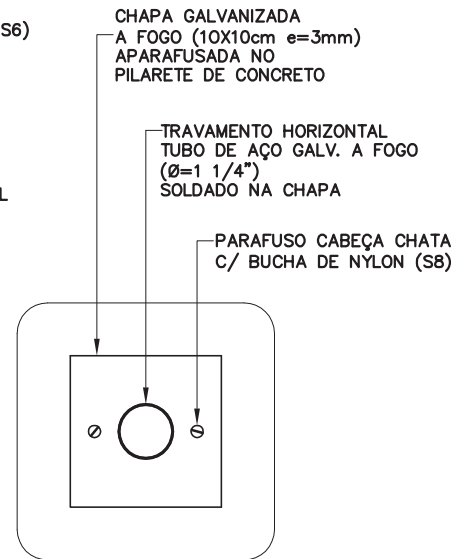 S6)
CHAPA GALVANIZADA
A FOGO (10X10cm e=3mm)
APARAFUSADA NO
PILARETE DE CONCRETO
TRAVAMENTO HORIZONTAL
TUBO DE AÇO GALV. A FOGO
(Ø=1 1/4")
SOLDADO NA CHAPA
L
PARAFUSO CABEÇA CHATA
C/ BUCHA DE NYLON (S8)